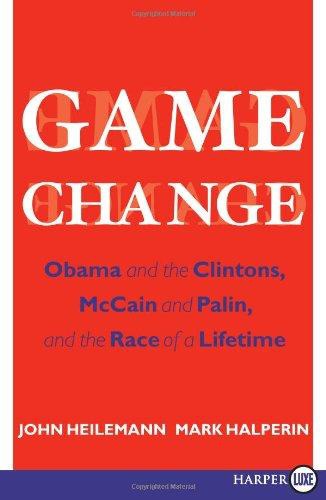 GAME
CHANGE
Obama and the Clintons,
McCain and Palin,
and the Race of a Lifetime
JOHN HEILEMANN MARK HALPERIN
HARPER LUXE